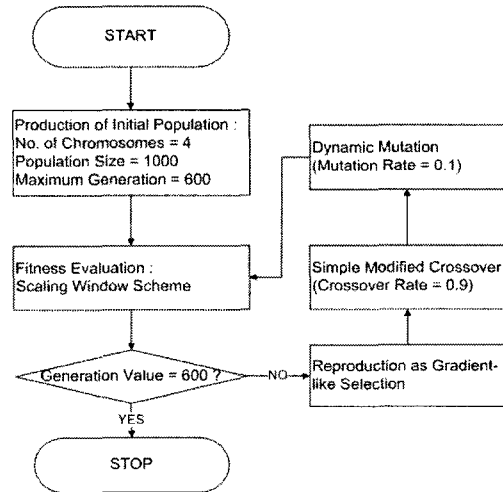 START
Production of Initial Population :
No. of Chromosomes = 4
Population Size = 1000
Maximum Generation = 600
Dynamic Mutation
(Mutation Rate = 0.1)
Fitness Evaluation :
Scaling Window Scheme
Simple Modified Crossover
(Crossover Rate = 0.9)
Generation Value = 600 ?
NO
Reproduction as Gradient-
like Selection
YES
STOP